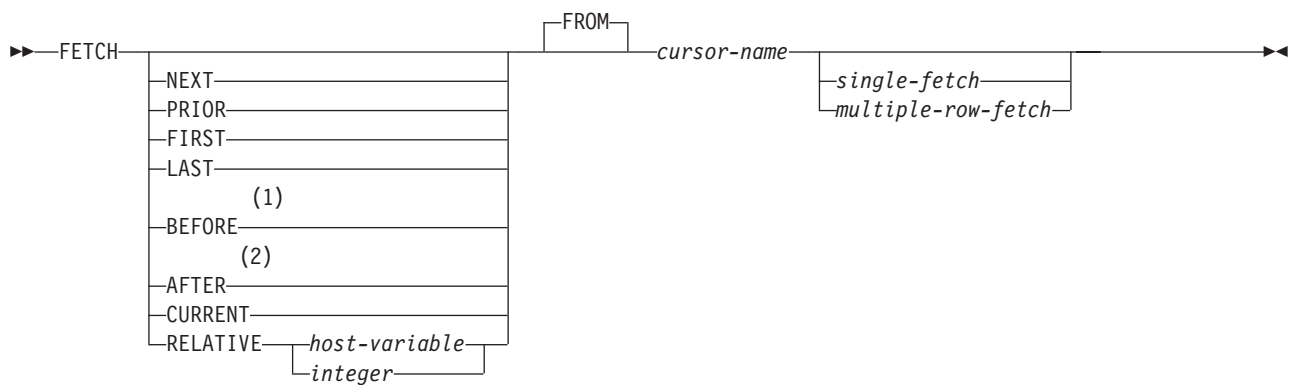 FROM
FETCH cursor-name
NEXT single-fetch
PRIOR multiple-row-fetch
FIRST
LAST
(1)
BEFORE
(2)
AFTER
CURRENT
RELATIVE host-variable
integer